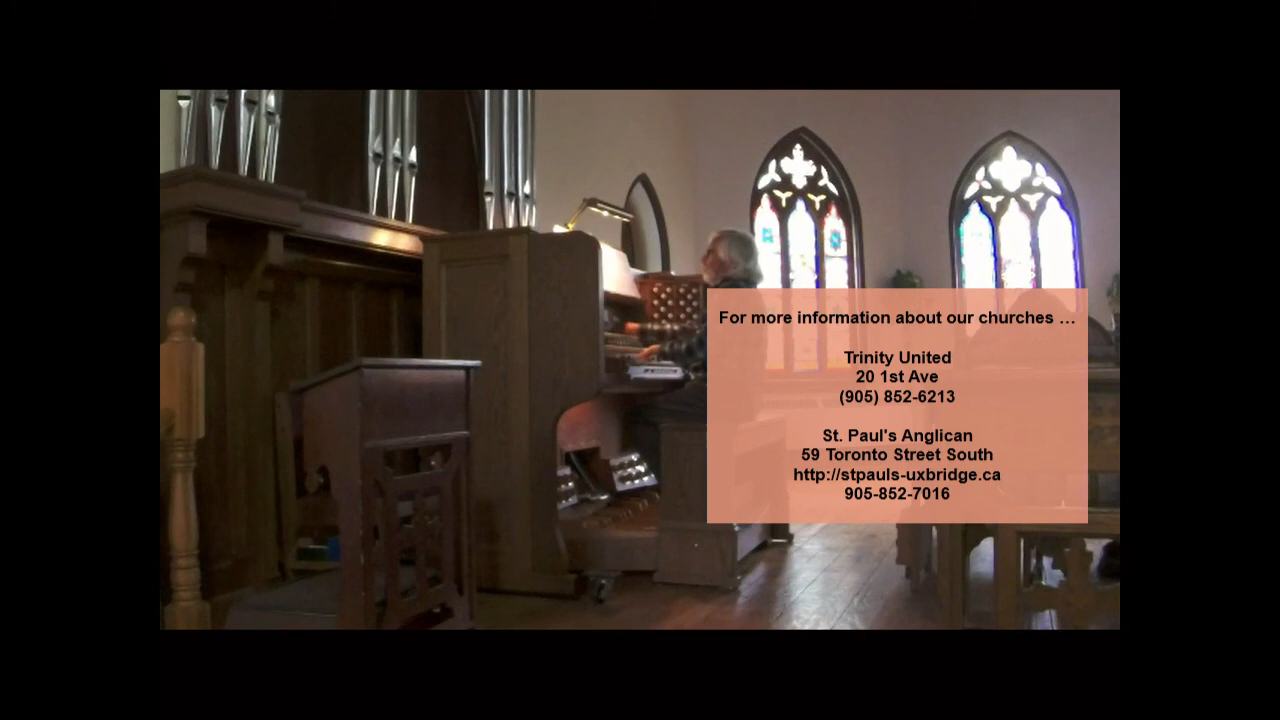 For more information about our churches …
Trinity United
20 1st Ave
(905) 852-6213
St. Paul's Anglican
59 Toronto Street South
http://stpauls-uxbridge.ca
905-852-7016